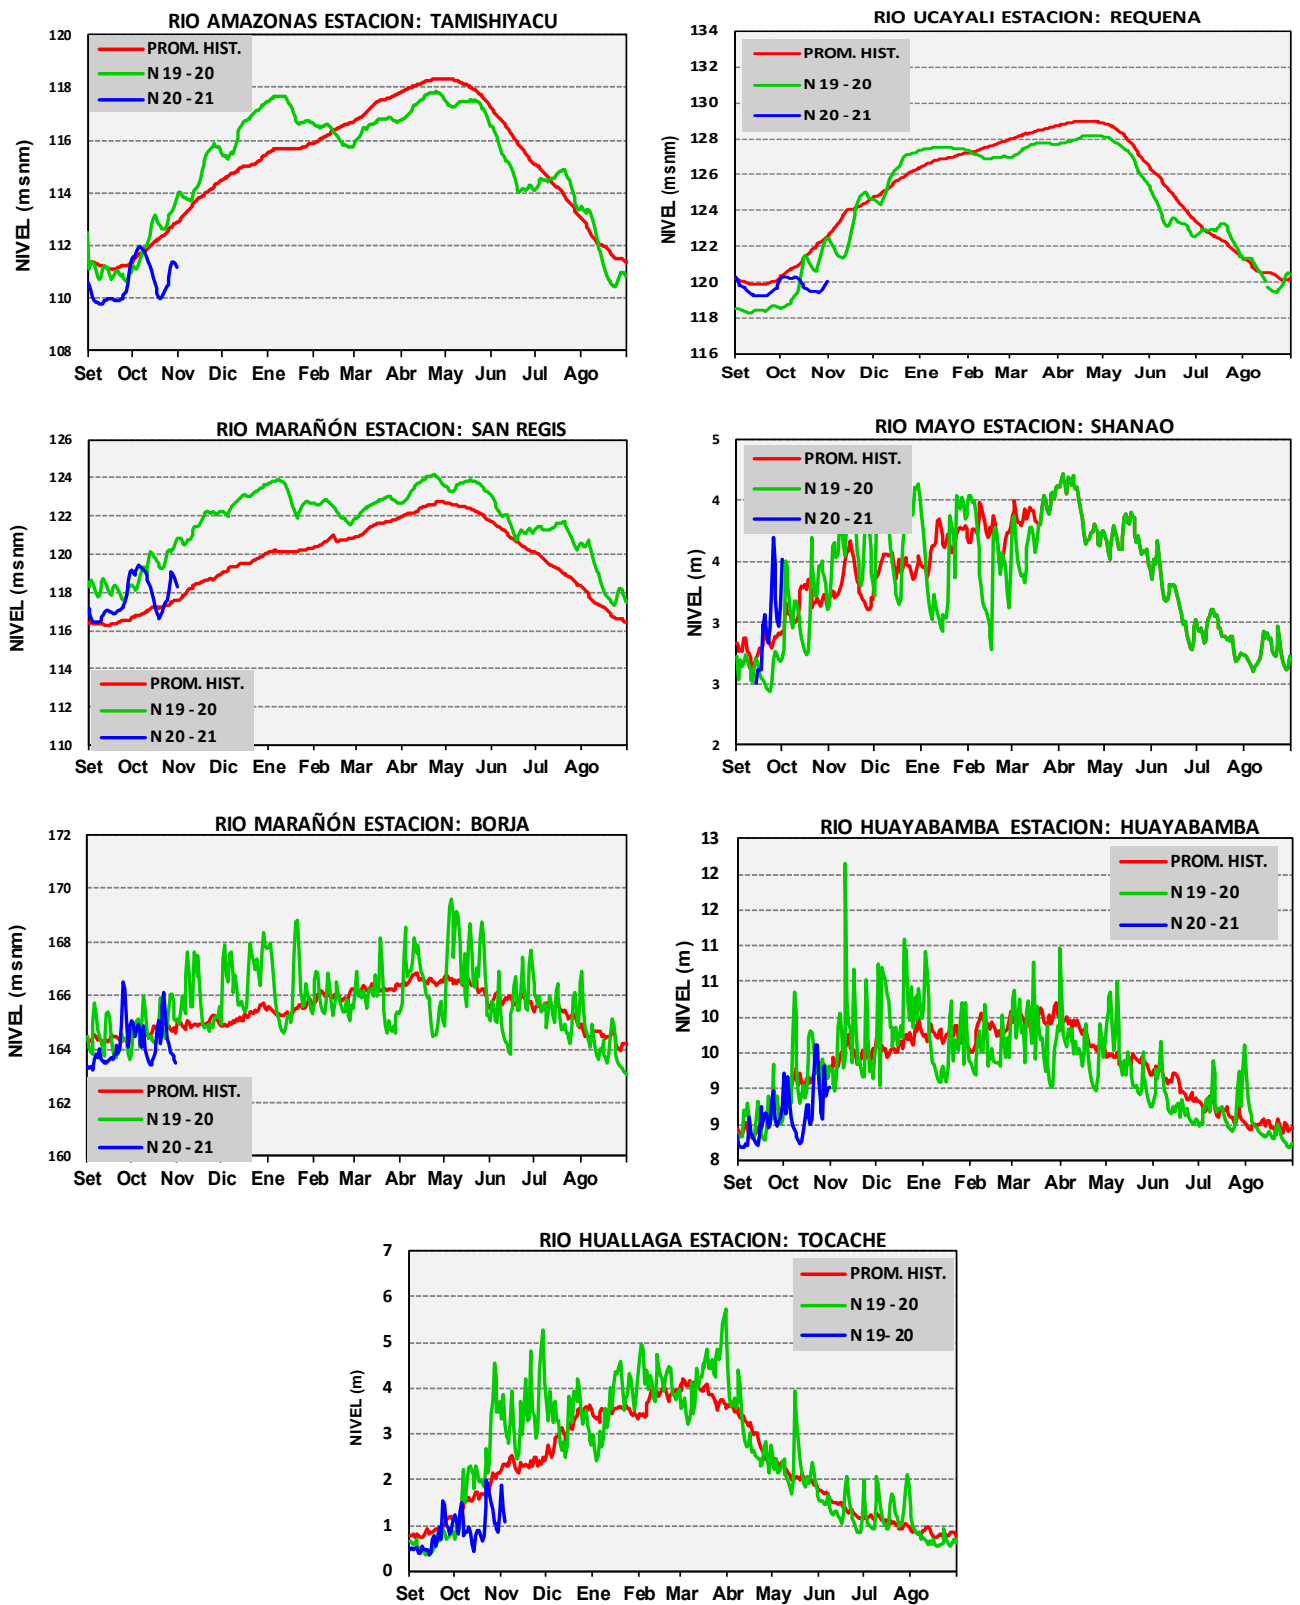 RIO AMAZONAS ESTACION: TAMISHIYACU
NIVEL (msnm)
120
118
116
114
112
110
108
PROM. HIST.
N 19 - 20
N 20 - 21
Set Oct Nov Dic Ene Feb Mar Abr May Jun Jul Ago
RIO UCAYALI ESTACION: REQUENA
NIVEL (msnm)
134
132
130
128
126
124
122
120
118
116
PROM. HIST.
N 19 - 20
N 20 - 21
Set Oct Nov Dic Ene Feb Mar Abr May Jun Jul Ago
RIO MARAÑÓN ESTACION: SAN REGIS
NIVEL (msnm)
126
124
122
120
118
116
114
112
110
PROM. HIST.
N 19 - 20
N 20 - 21
Set Oct Nov Dic Ene Feb Mar Abr May Jun Jul Ago
RIO MAYO ESTACION: SHANAO
NIVEL (m)
5
4
4
3
3
2
PROM. HIST.
N 19 - 20
N 20 - 21
Set Oct Nov Dic Ene Feb Mar Abr May Jun Jul Ago
RIO MARAÑÓN ESTACION: BORJA
NIVEL (msnm)
172
170
168
166
164
162
160
PROM. HIST.
N 19 - 20
N 20 - 21
Set Oct Nov Dic Ene Feb Mar Abr May Jun Jul Ago
RIO HUAYABAMBA ESTACION: HUAYABAMBA
NIVEL (m)
13
12
12
11
11
10
10
9
9
8
PROM. HIST.
N 19 - 20
N 20 - 21
Set Oct Nov Dic Ene Feb Mar Abr May Jun Jul Ago
RIO HUALLAGA ESTACION: TOCACHE
NIVEL (m)
7
6
5
4
3
2
1
0
PROM. HIST.
N 19 - 20
N 19- 20
Set Oct Nov Dic Ene Feb Mar Abr May Jun Jul Ago